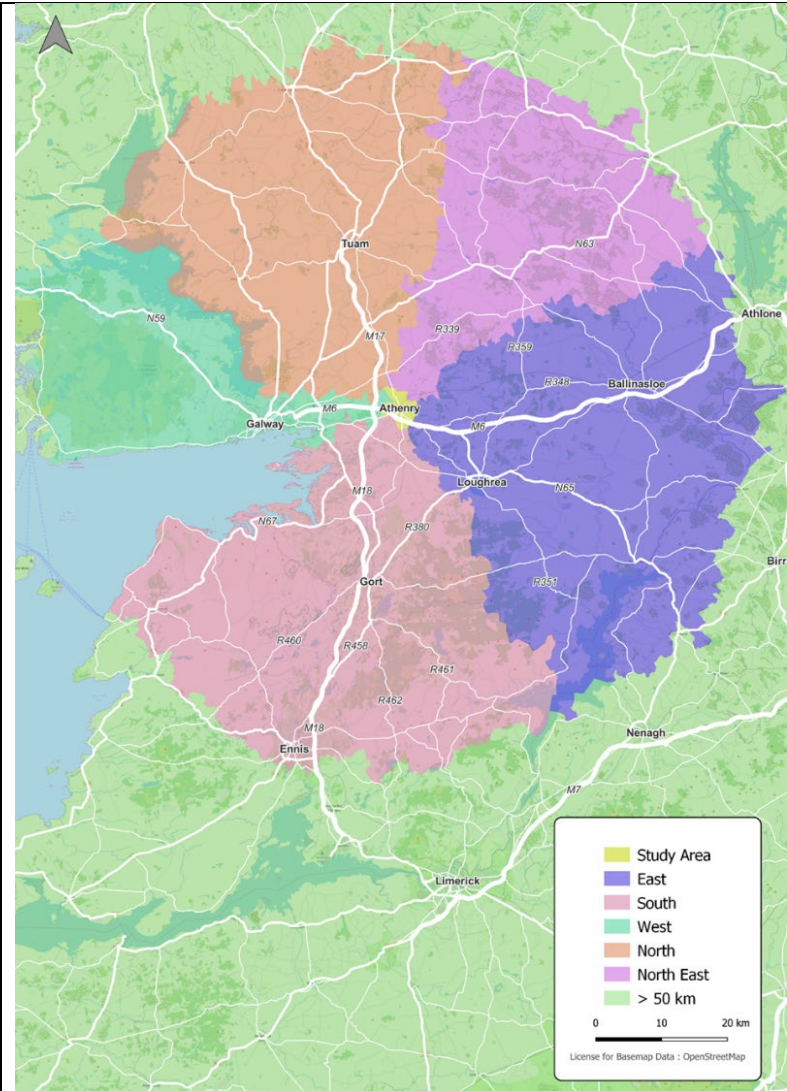 Tuam
N63
N59
M17
R339
Athlone
R359
R348
Ballinasloe
M6
Athenry
Galway
M6
Loughrea
M18
N65
N67
R380
Birr
Gort
R351
R460
R458
R461
R462
M18
Ennis
Nenagh
M7
Limerick
Study Area
East
South
West
North
North East
> 50 km
0 10 20 km
License for Basemap Data : OpenStreetMap